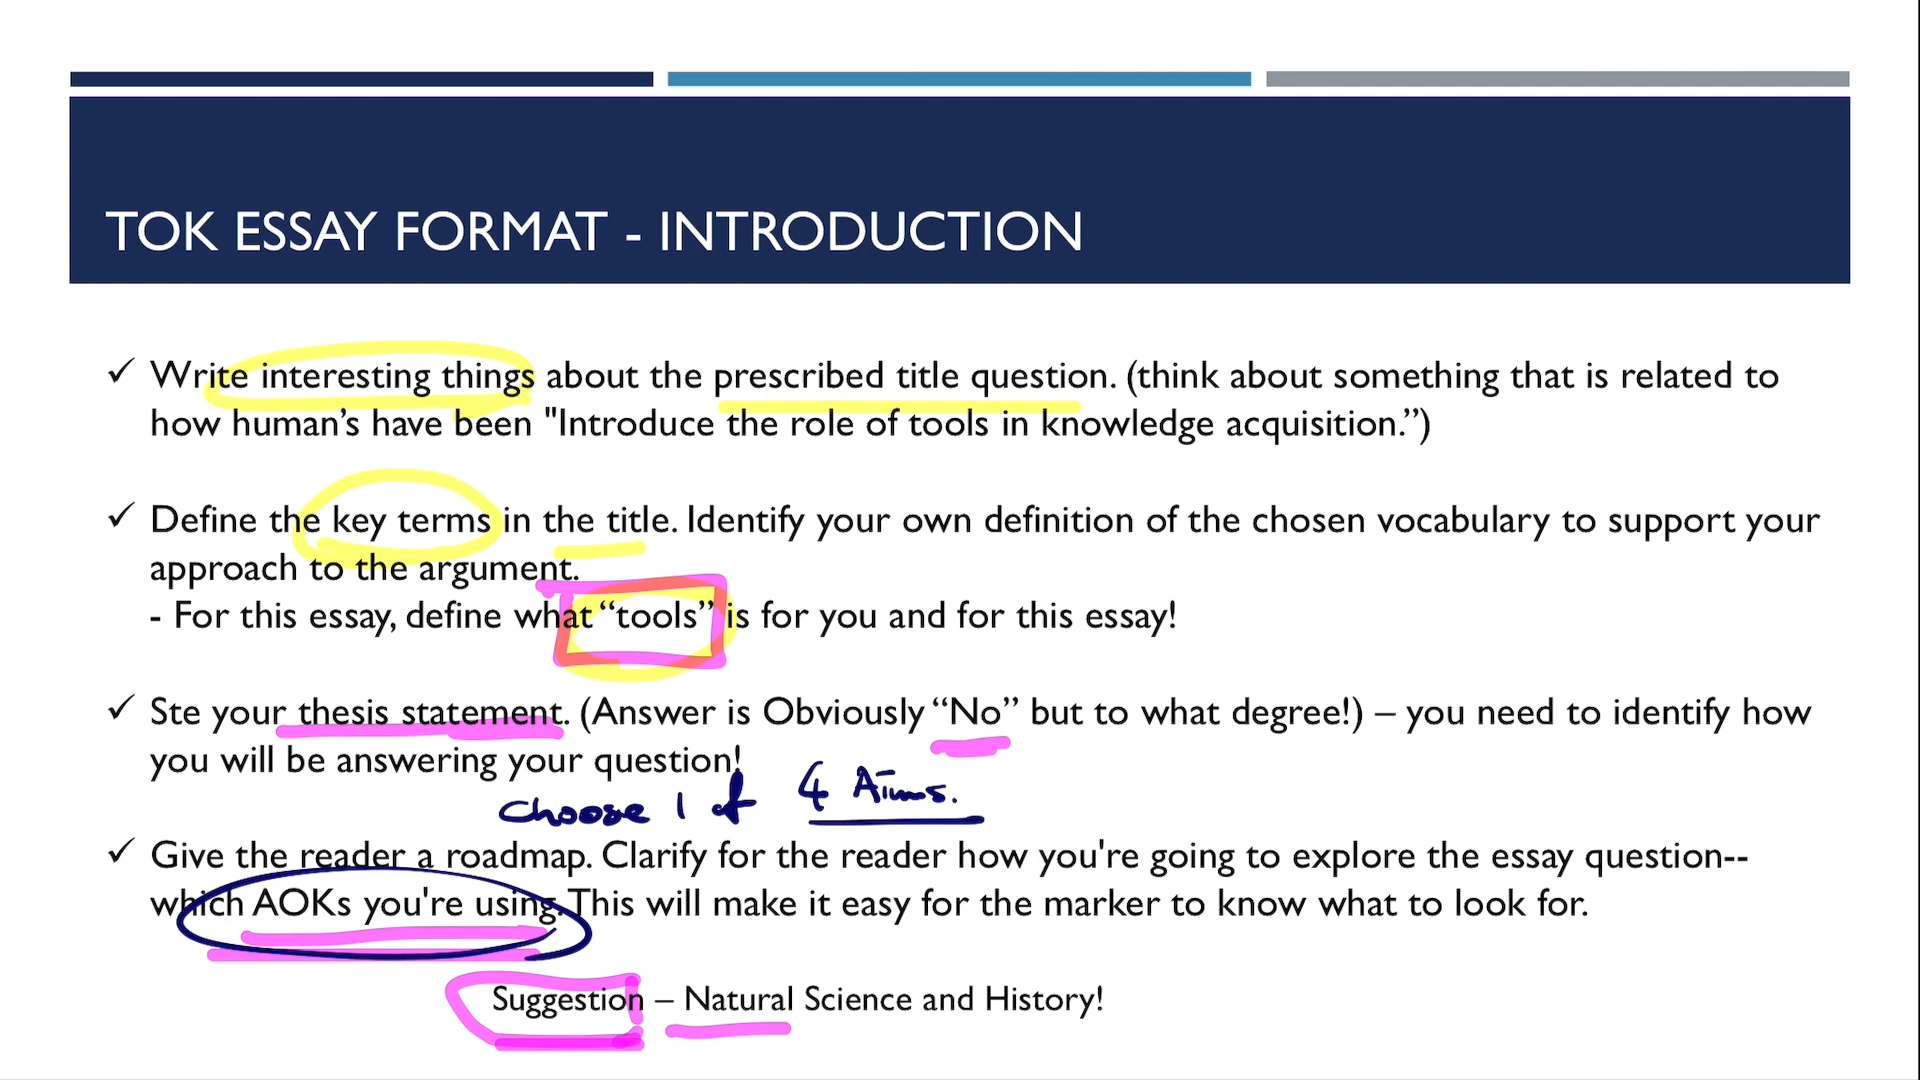 TOK ESSAY FORMAT - INTRODUCTION
✓ Write interesting things about the prescribed title question. (think about something that is related to
how human’s have been "Introduce the role of tools in knowledge acquisition.”)
✓ Define the key terms in the title. Identify your own definition of the chosen vocabulary to support your
approach to the argument.
- For this essay, define what “tools” is for you and for this essay!
✓ Ste your thesis statement. (Answer is Obviously “No” but to what degree!) – you need to identify how
you will be answering your question!
Choose 1 of 4 Aims.
✓ Give the reader a roadmap. Clarify for the reader how you're going to explore the essay question--
which AOKs you're using. This will make it easy for the marker to know what to look for.
Suggestion – Natural Science and History!